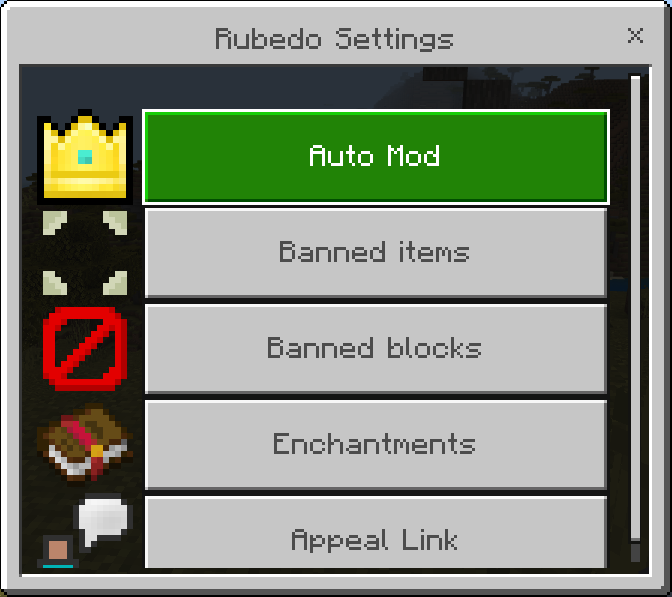 Rubedo Settings
Auto Mod
Banned items
Banned blocks
Enchantments
Appeal Link